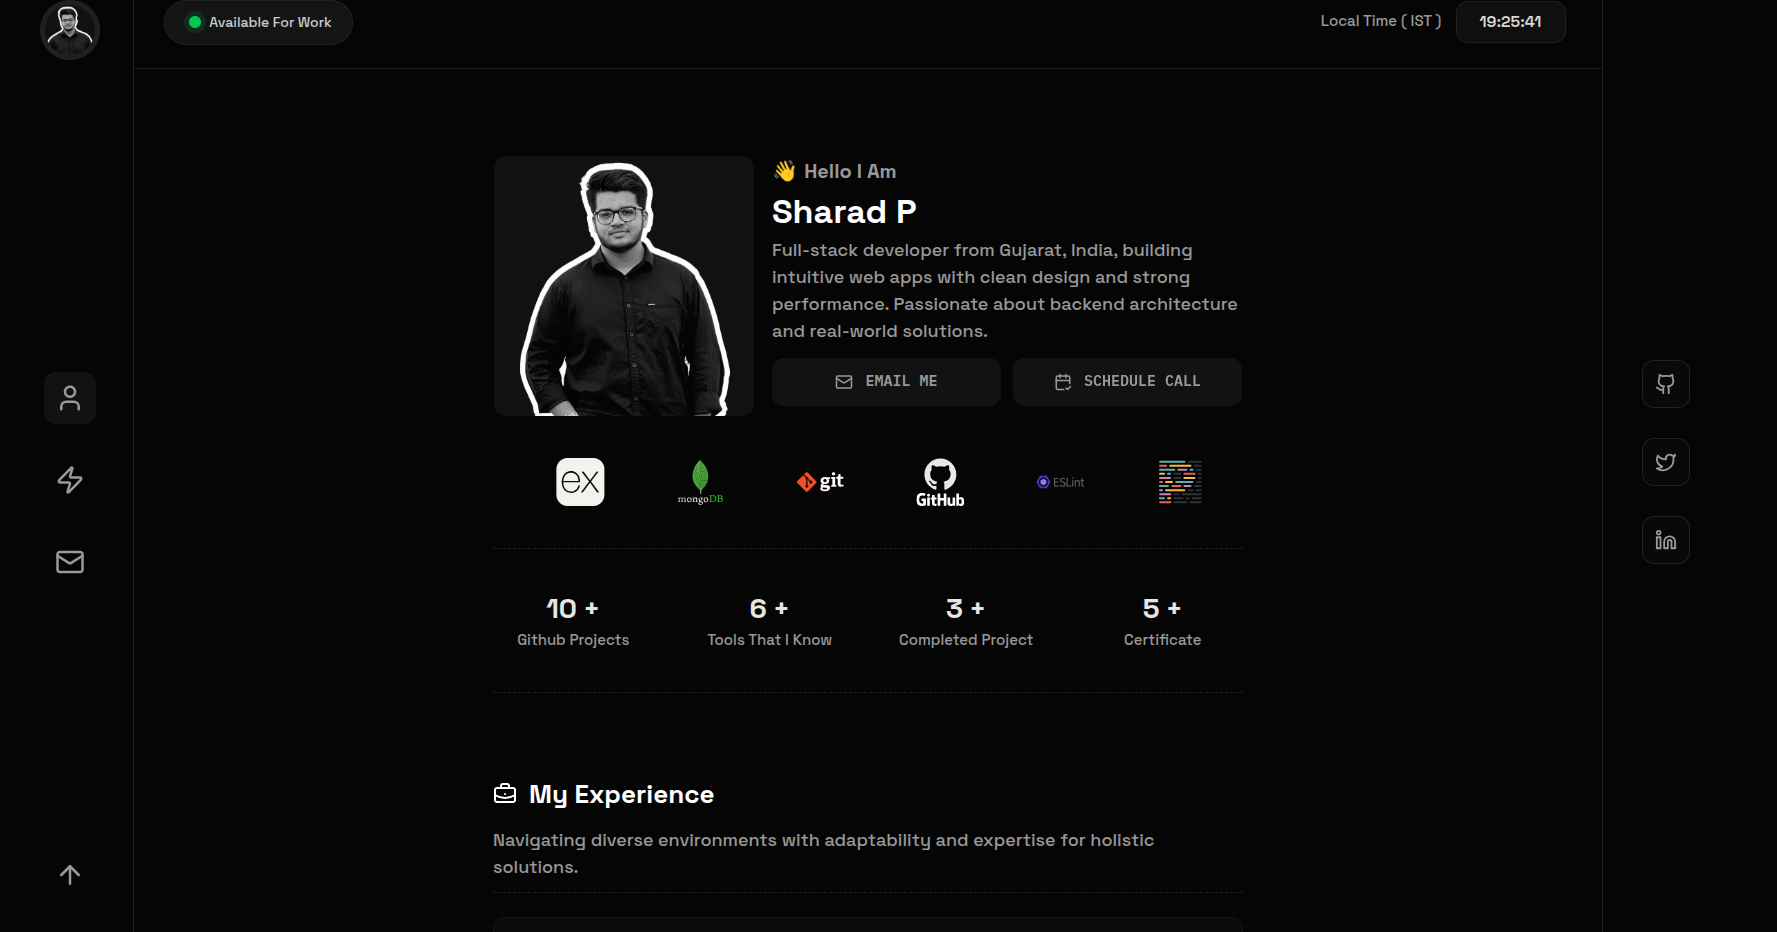 Available For Work
Local Time ( IST )
19:25:41
👋 Hello I Am
Sharad P
Full-stack developer from Gujarat, India, building
intuitive web apps with clean design and strong
performance. Passionate about backend architecture
and real-world solutions.
EMAIL ME
SCHEDULE CALL
ex
mongoDB
git
GitHub
ESLint
10 +
Github Projects
6 +
Tools That I Know
3 +
Completed Project
5 +
Certificate
My Experience
Navigating diverse environments with adaptability and expertise for holistic
solutions.